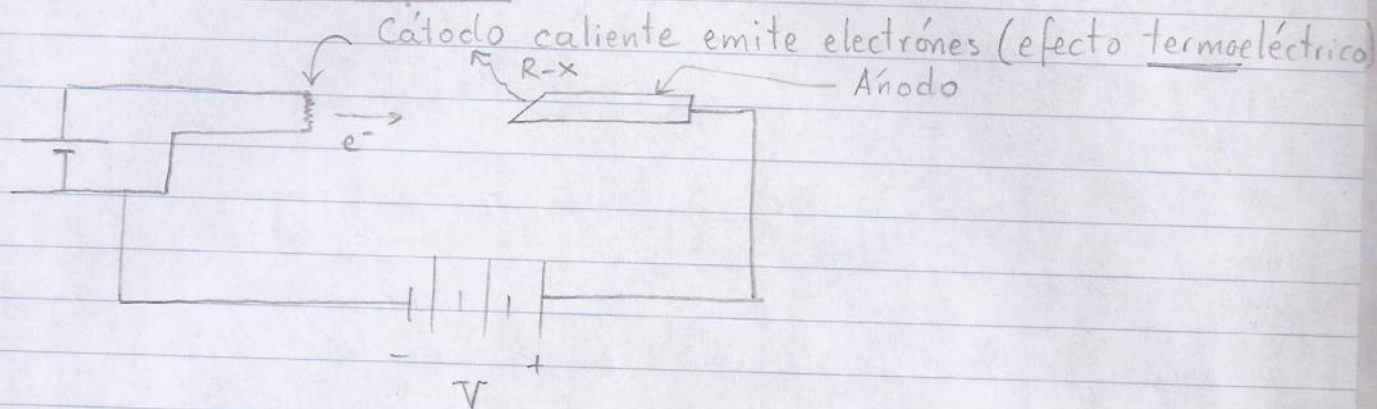 Cátodo caliente emite electrónes (efecto termoeléctrico)
R-X
Ánodo
e⁻
- +
V